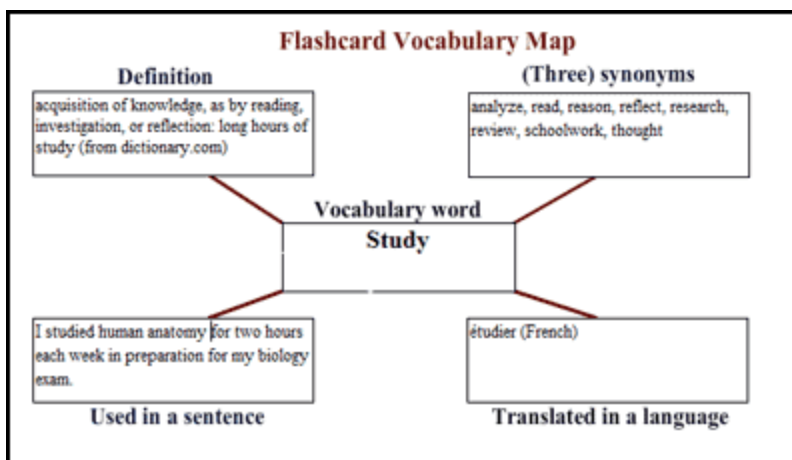 Flashcard Vocabulary Map
Definition
acquisition of knowledge, as by reading,
investigation, or reflection: long hours of
study (from dictionary.com)
(Three) synonyms
analyze, read, reason, reflect, research,
review, schoolwork, thought
Vocabulary word
Study
I studied human anatomy for two hours
each week in preparation for my biology
exam.
Used in a sentence
étudier (French)
Translated in a language